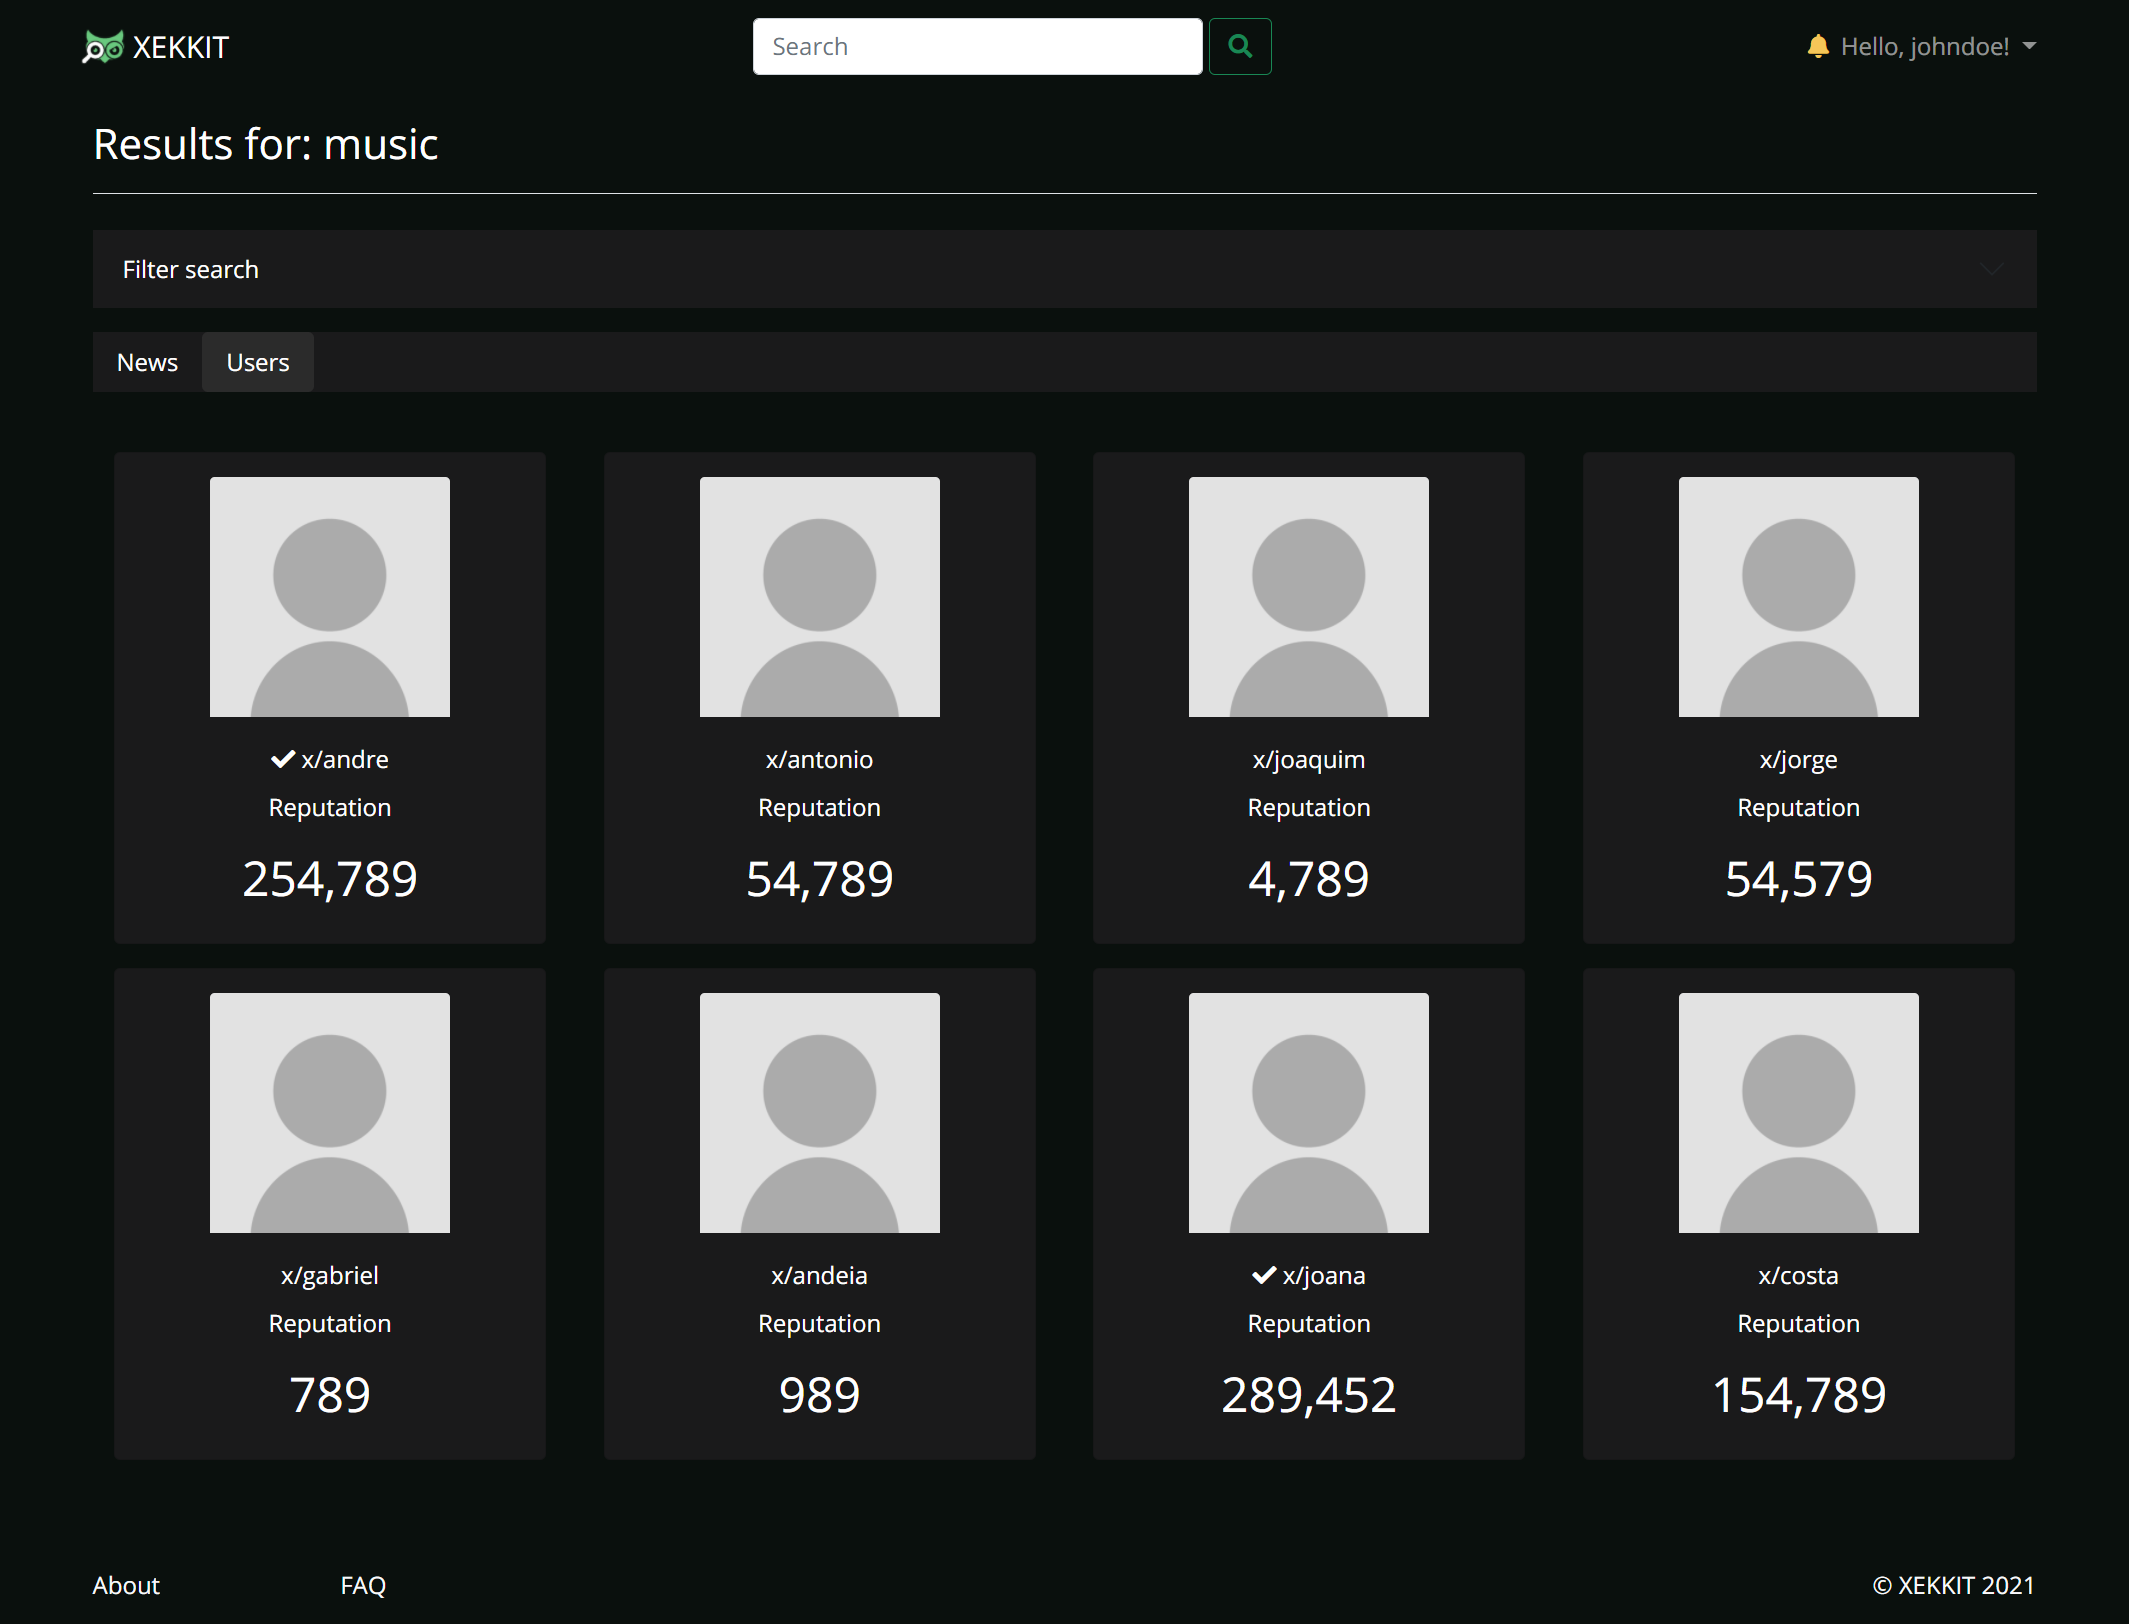 XEKKIT
Search
Hello, johndoe!
Results for: music
Filter search
News
Users
x/andre
Reputation
254,789
x/antonio
Reputation
54,789
x/joaquim
Reputation
4,789
x/jorge
Reputation
54,579
x/gabriel
Reputation
789
x/andeia
Reputation
989
x/joana
Reputation
289,452
x/costa
Reputation
154,789
About
FAQ
© XEKKIT 2021